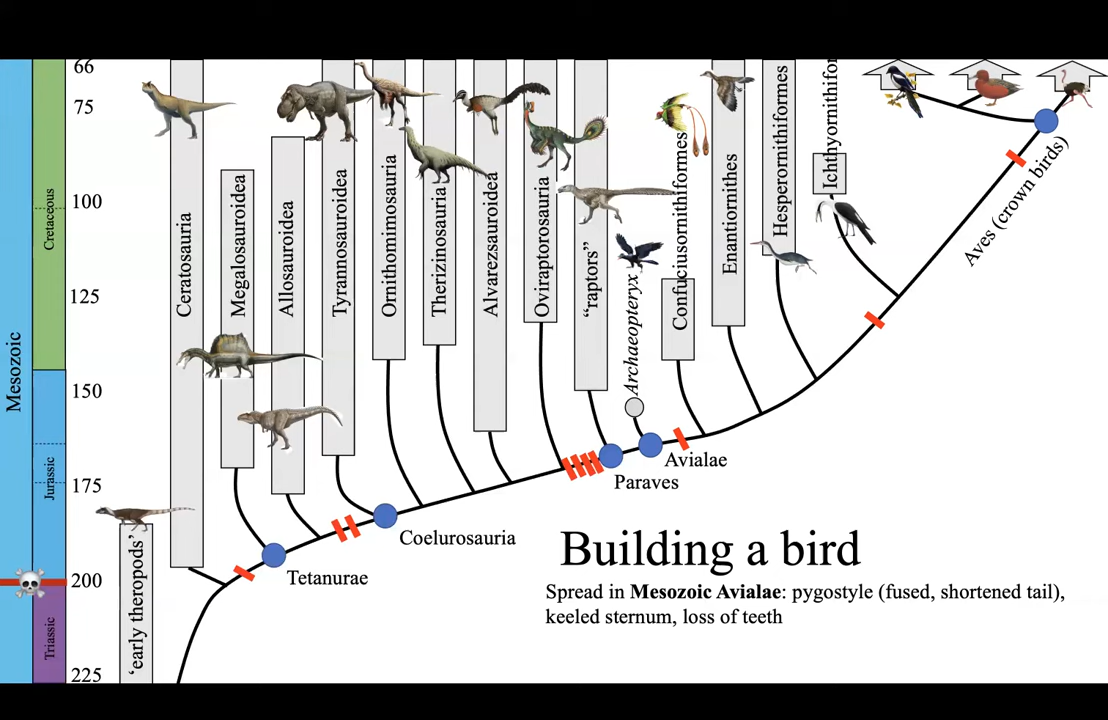 66
75
100
125
150
175
200
225
Mesozoic
Cretaceous
Jurassic
Triassic
‘early theropods’
Ceratosauria
Megalosauroidea
Allosauroidea
Tyrannosauroidea
Ornithomimosauria
Therizinosauria
Alvarezsauroidea
Oviraptorosauria
“raptors”
Archaeopteryx
Confuciusornithiformes
Enantiornithes
Hesperornithiformes
Ichthyornithifor
Aves (crown birds)
Avialae
Paraves
Coelurosauria
Tetanurae
Building a bird
Spread in Mesozoic Avialae: pygostyle (fused, shortened tail),
keeled sternum, loss of teeth